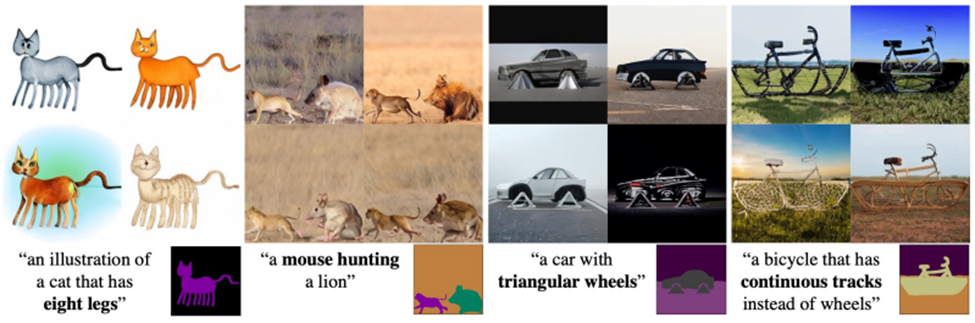 “an illustration of
a cat that has
eight legs”
“a mouse hunting
a lion”
“a car with
triangular wheels”
“a bicycle that has
continuous tracks
instead of wheels”